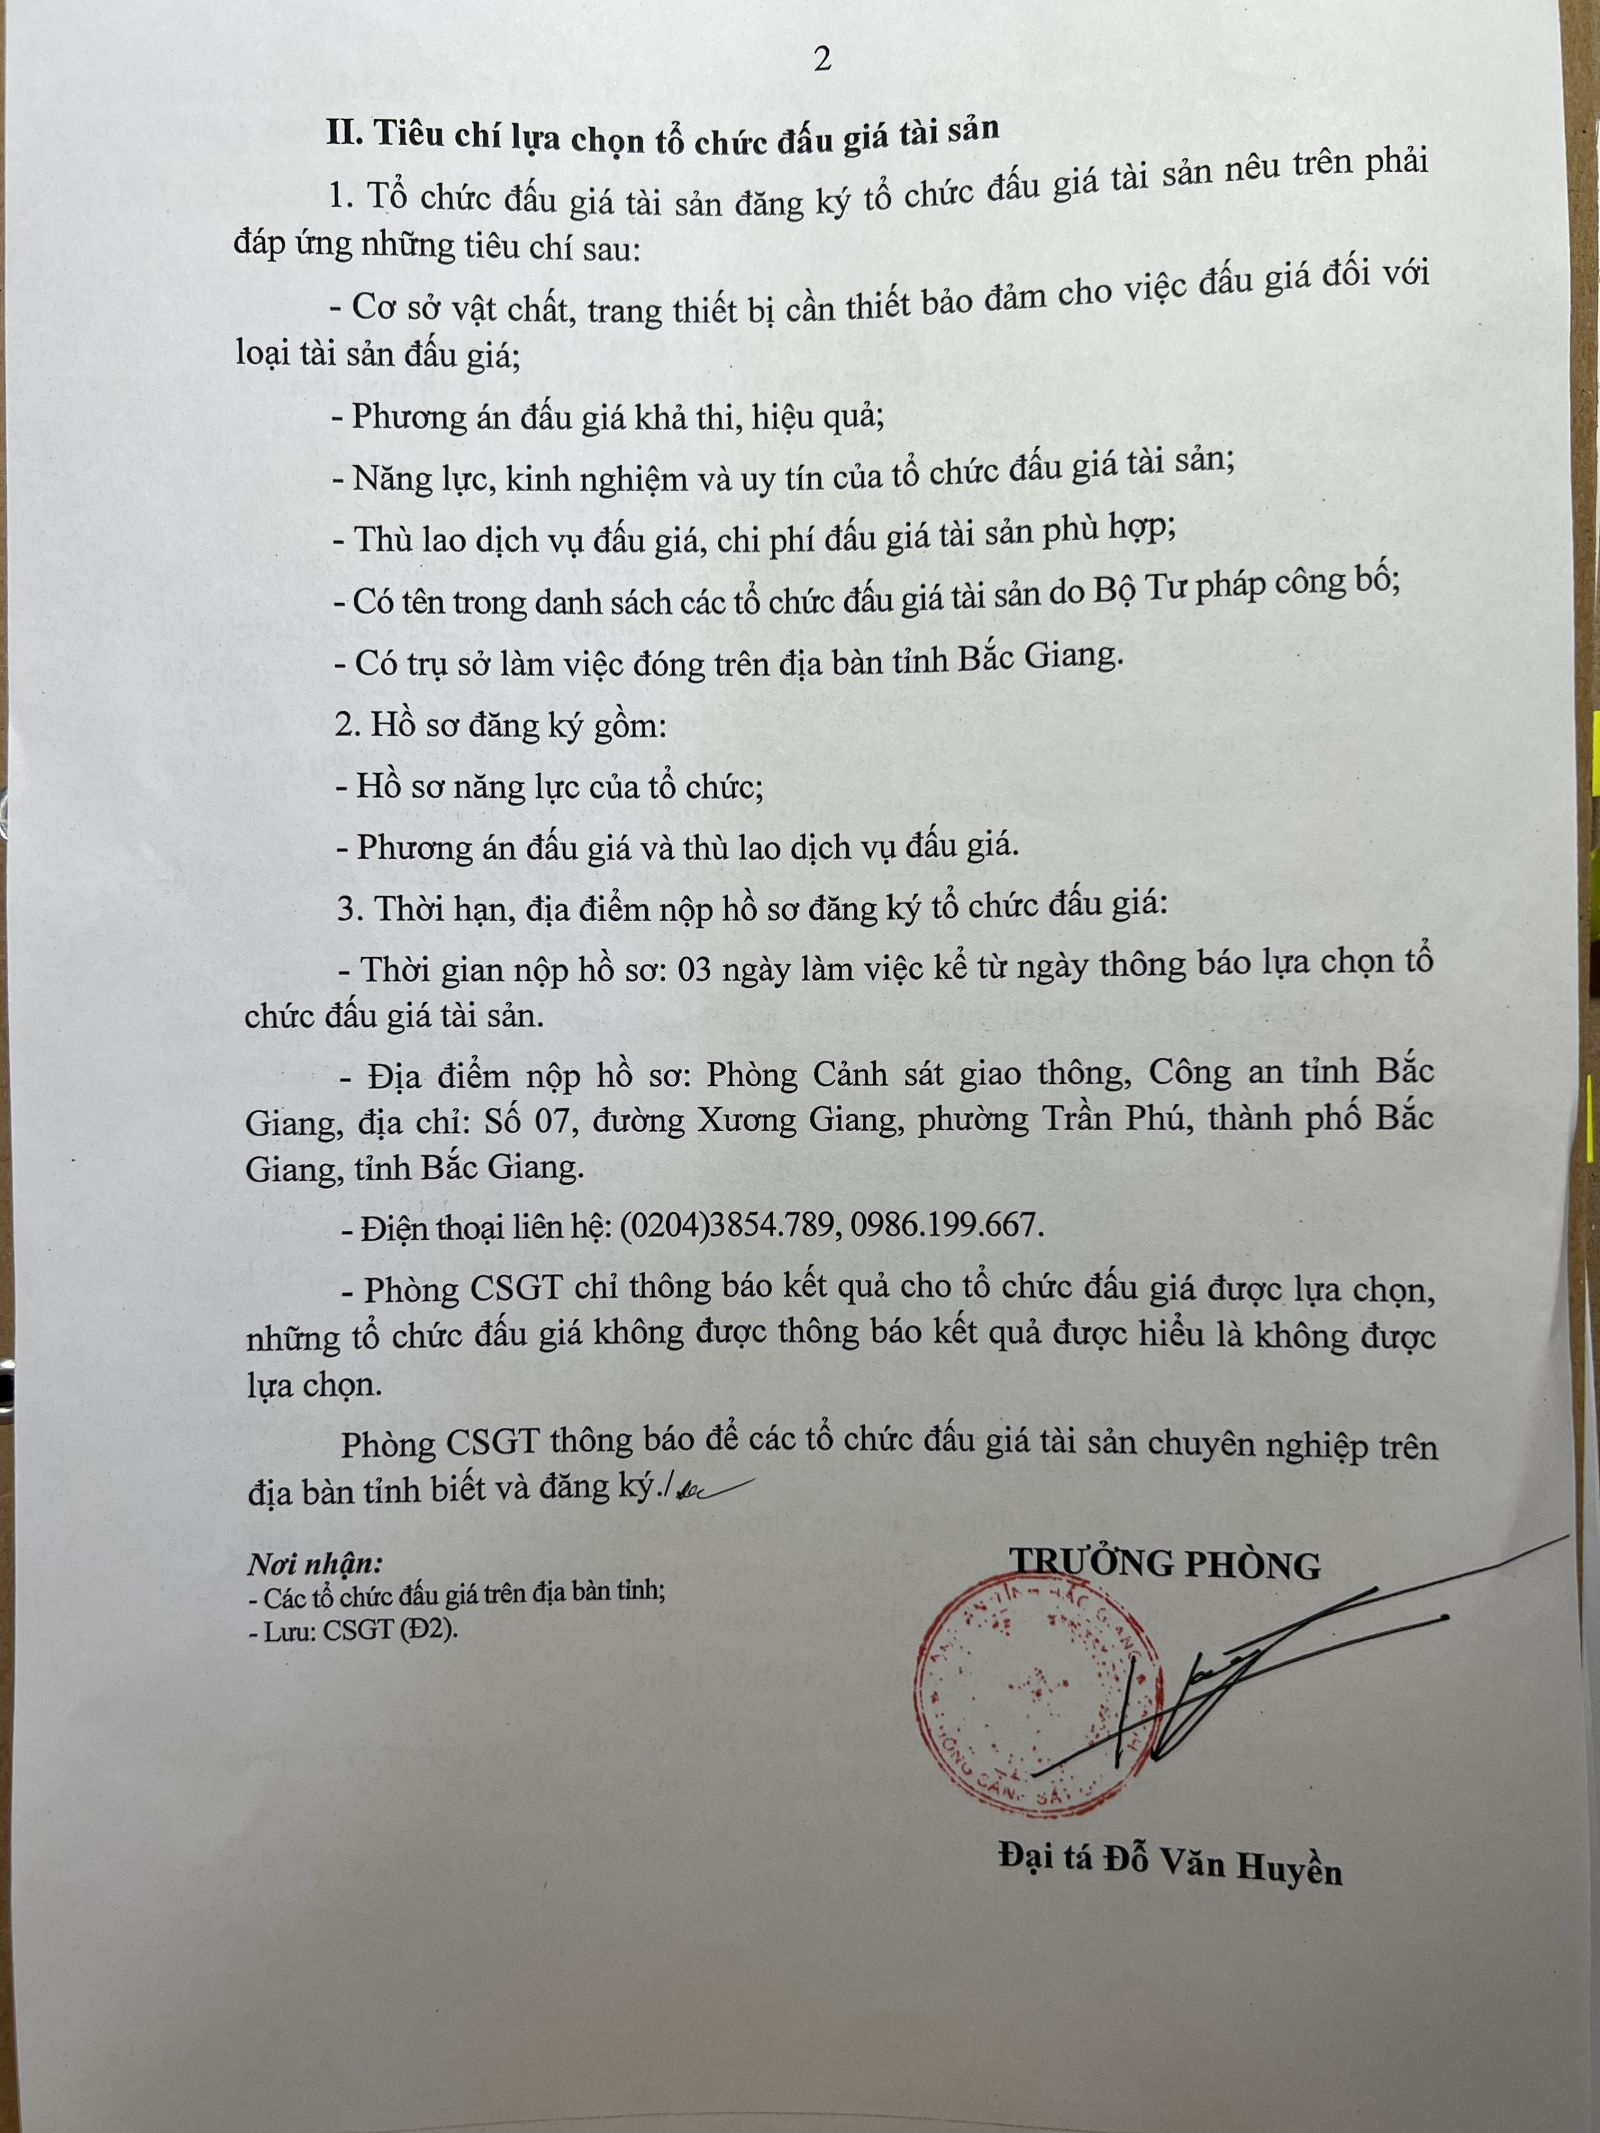 2
II. Tiêu chí lựa chọn tổ chức đấu giá tài sản
1. Tổ chức đấu giá tài sản đăng ký tổ chức đấu giá tài sản nêu trên phải
đáp ứng những tiêu chí sau:
- Cơ sở vật chất, trang thiết bị cần thiết bảo đảm cho việc đấu giá đối với
loại tài sản đấu giá;
- Phương án đấu giá khả thi, hiệu quả;
- Năng lực, kinh nghiệm và uy tín của tổ chức đấu giá tài sản;
- Thù lao dịch vụ đấu giá, chi phí đấu giá tài sản phù hợp;
- Có tên trong danh sách các tổ chức đấu giá tài sản do Bộ Tư pháp công bố;
- Có trụ sở làm việc đóng trên địa bàn tỉnh Bắc Giang.
2. Hồ sơ đăng ký gồm:
- Hồ sơ năng lực của tổ chức;
- Phương án đấu giá và thù lao dịch vụ đấu giá.
3. Thời hạn, địa điểm nộp hồ sơ đăng ký tổ chức đấu giá:
- Thời gian nộp hồ sơ: 03 ngày làm việc kể từ ngày thông báo lựa chọn tổ
chức đấu giá tài sản.
- Địa điểm nộp hồ sơ: Phòng Cảnh sát giao thông, Công an tỉnh Bắc
Giang, địa chỉ: Số 07, đường Xương Giang, phường Trần Phú, thành phố Bắc
Giang, tỉnh Bắc Giang.
- Điện thoại liên hệ: (0204)3854.789, 0986.199.667.
- Phòng CSGT chỉ thông báo kết quả cho tổ chức đấu giá được lựa chọn,
những tổ chức đấu giá không được thông báo kết quả được hiểu là không được
lựa chọn.
Phòng CSGT thông báo để các tổ chức đấu giá tài sản chuyên nghiệp trên
địa bàn tỉnh biết và đăng ký./
Nơi nhận:
- Các tổ chức đấu giá trên địa bàn tỉnh;
- Lưu: CSGT (Đ2).
TRƯỞNG PHÒNG
Đại tá Đỗ Văn Huyền